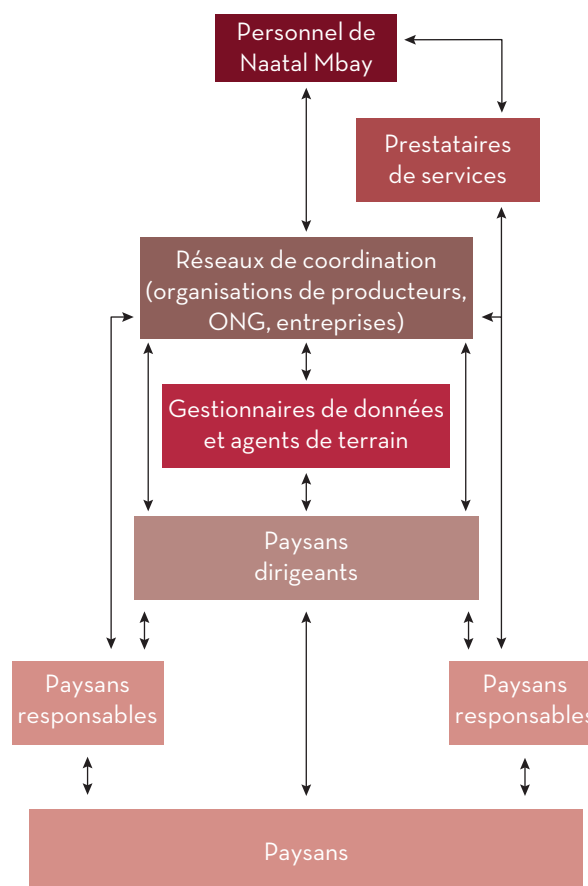 Personnel de
Naatal Mbay
Prestataires
de services
Réseaux de coordination
(organisations de producteurs,
ONG, entreprises)
Gestionnaires de données
et agents de terrain
Paysans
dirigeants
Paysans
responsables
Paysans
responsables
Paysans